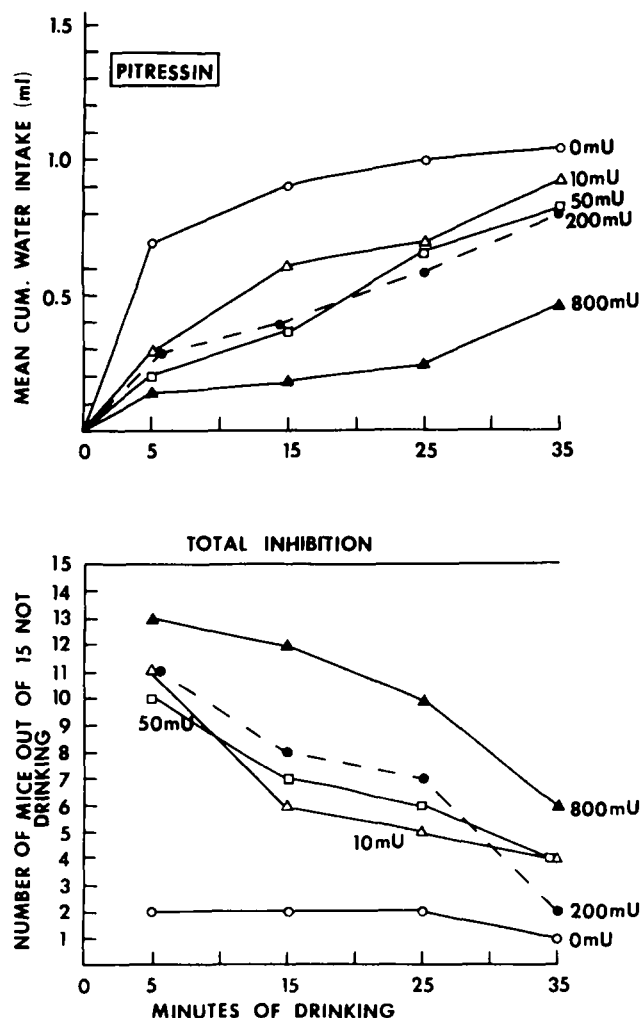 MEAN CUM. WATER INTAKE (ml)
1.5
1.0
0.5
0
PITRESSIN
0mU
10mU
50mU
200mU
800mU
0 5 15 25 35
TOTAL INHIBITION
NUMBER OF MICE OUT OF 15 NOT
DRINKING
15
14
13
12
11
10
9
8
7
6
5
4
3
2
1
50mU
10mU
800mU
200mU
0mU
0 5 15 25 35
MINUTES OF DRINKING